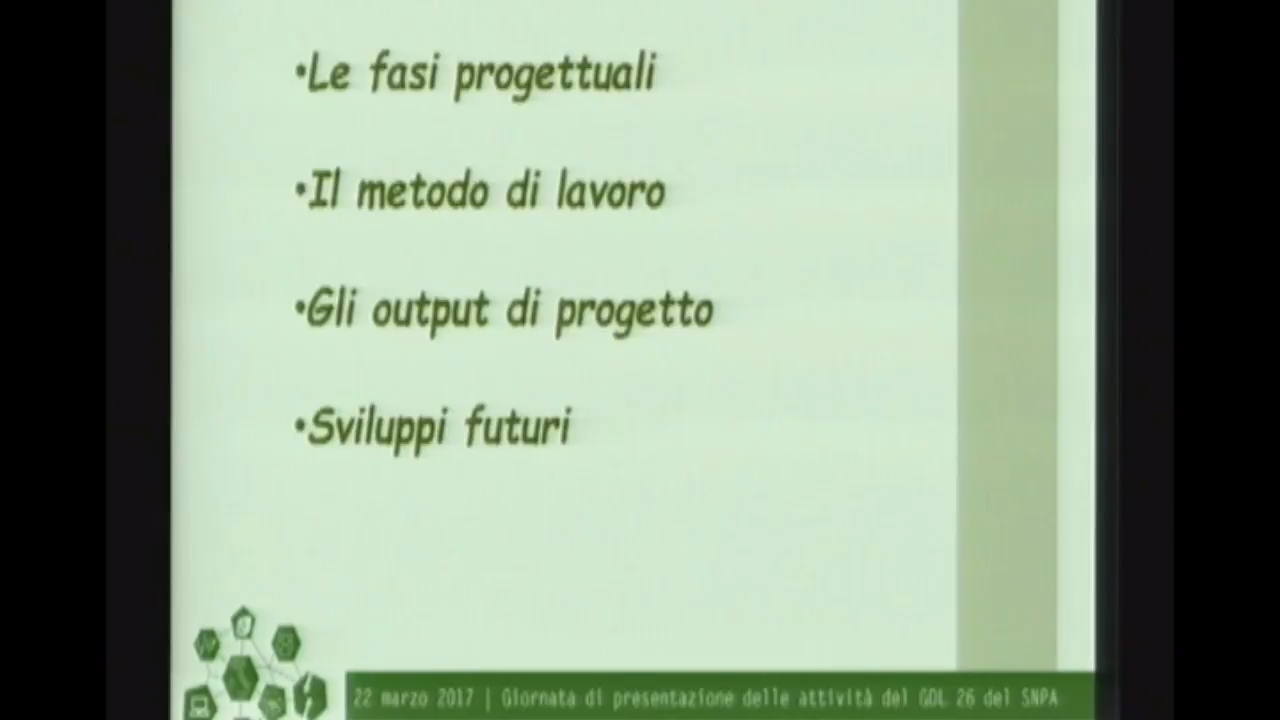 •Le fasi progettuali
•Il metodo di lavoro
•Gli output di progetto
•Sviluppi futuri
22 marzo 2017 | Giornata di presentazione delle attività del GDL 26 del SNPA